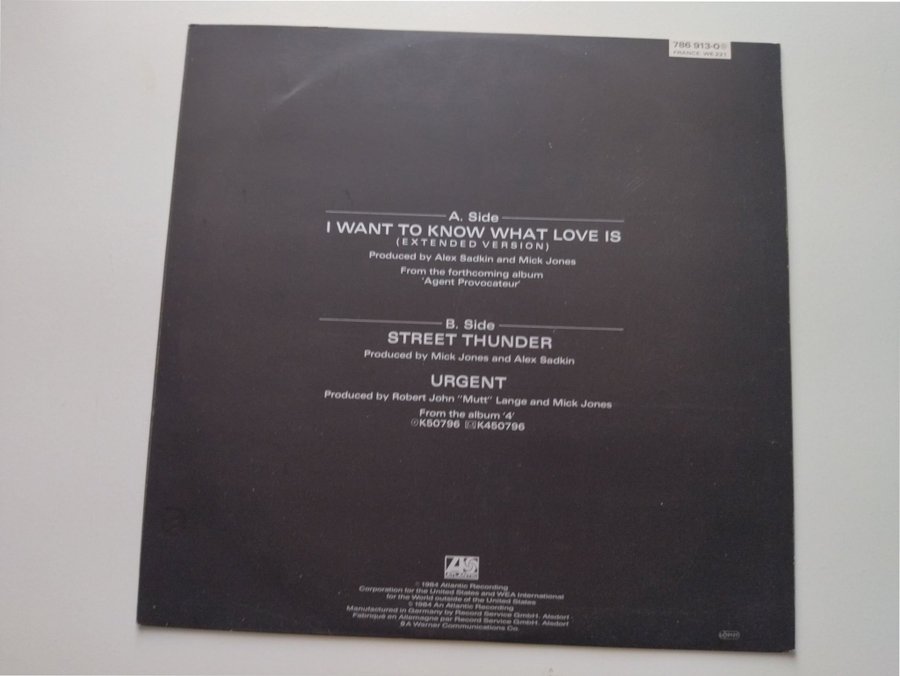 786 913-0
FRANCE: WE 221
A. Side
I WANT TO KNOW WHAT LOVE IS
(EXTENDED VERSION)
Produced by Alex Sadkin and Mick Jones
From the forthcoming album
'Agent Provocateur'
B. Side
STREET THUNDER
Produced by Mick Jones and Alex Sadkin
URGENT
Produced by Robert John "Mutt" Lange and Mick Jones
From the album '4'
K50796 K450796
ATLANTIC
℗ 1984 Atlantic Recording
Corporation for the United States and WEA International
for the World outside of the United States
© 1984 An Atlantic Recording
Manufactured in Germany by Record Service GmbH. Alsdorf
Fabriqué en Allemagne par Record Service GmbH. Alsdorf
A Warner Communications Co.